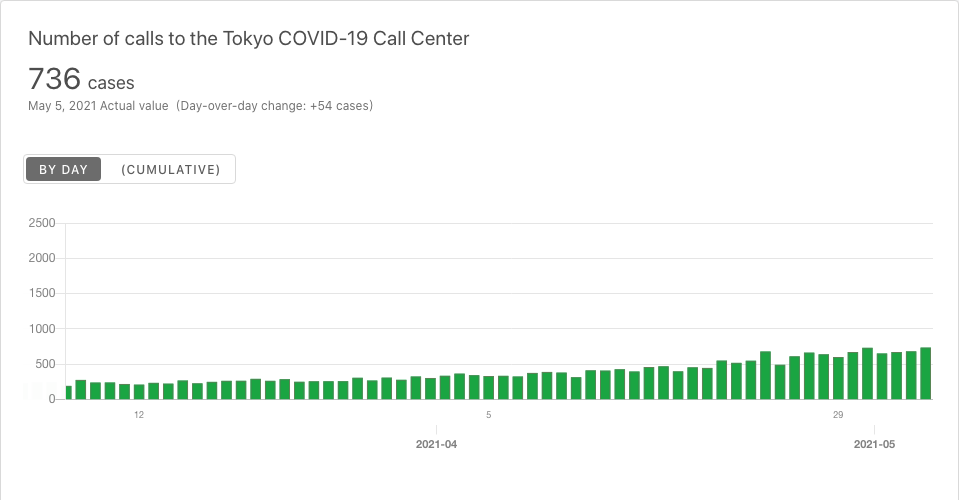 Number of calls to the Tokyo COVID-19 Call Center
736 cases
May 5, 2021 Actual value (Day-over-day change: +54 cases)
BY DAY (CUMULATIVE)
2500
2000
1500
1000
500
0
12 5 29
2021-04 2021-05